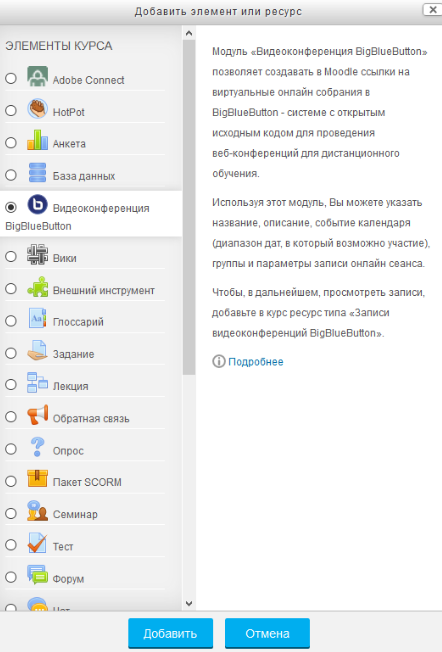 Добавить элемент или ресурс
ЭЛЕМЕНТЫ КУРСА
Adobe Connect
HotPot
Анкета
База данных
Видеоконференция
BigBlueButton
Вики
Внешний инструмент
Глоссарий
Задание
Лекция
Обратная связь
Опрос
Пакет SCORM
Семинар
Тест
Форум
Модуль «Видеоконференция BigBlueButton»
позволяет создавать в Moodle ссылки на
виртуальные онлайн собрания в
BigBlueButton - системе с открытым
исходным кодом для проведения
веб-конференций для дистанционного
обучения.
Используя этот модуль, Вы можете указать
название, описание, событие календаря
(диапазон дат, в который возможно участие),
группы и параметры записи онлайн сеанса.
Чтобы, в дальнейшем, просмотреть записи,
добавьте в курс ресурс типа «Записи
видеоконференций BigBlueButton».
Подробнее
Добавить
Отмена